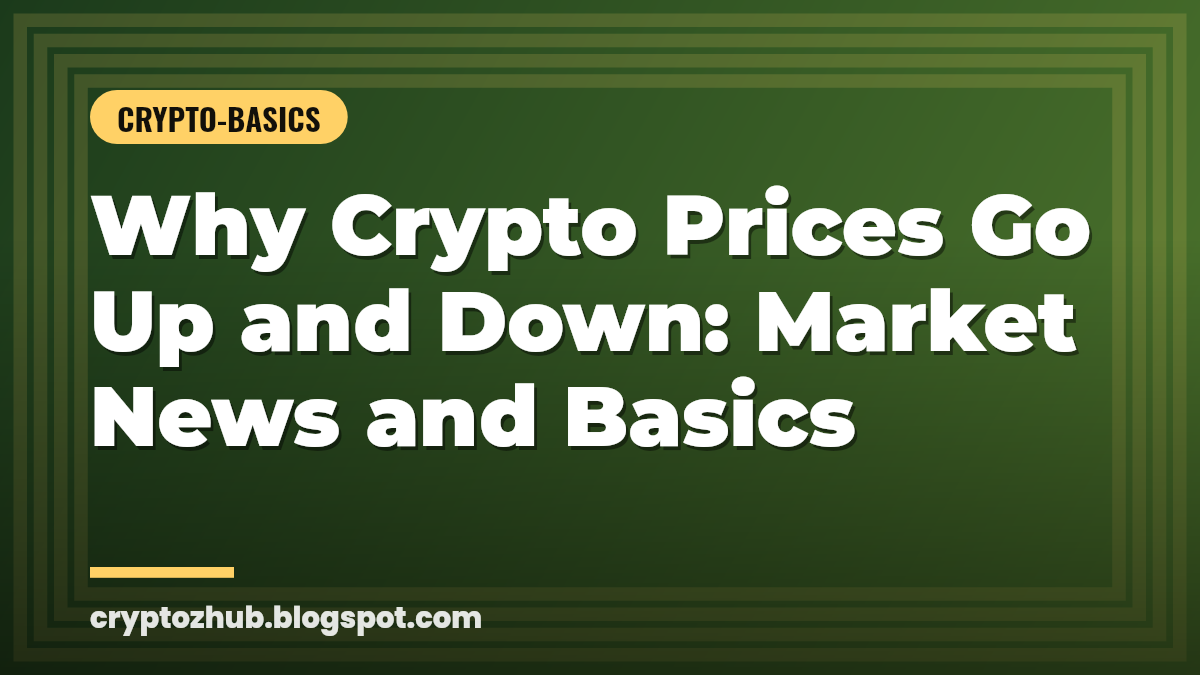 CRYPTO-BASICS
Why Crypto Prices Go
Up and Down: Market
News and Basics
cryptozhub.blogspot.com